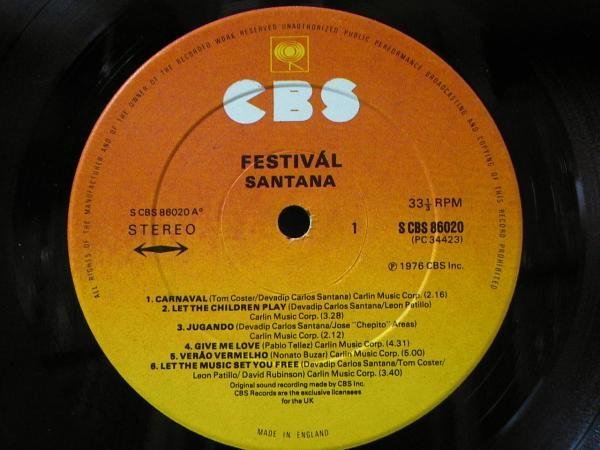 ALL RIGHTS OF THE MANUFACTURER AND OF THE OWNER OF THE RECORDED WORK RESERVED UNAUTHORIZED PUBLIC PERFORMANCE BROADCASTING AND COPYING OF THIS RECORD PROHIBITED
CBS
FESTIVÁL
SANTANA
S CBS 86020 Aº
STEREO
1
33⅓ RPM
S CBS 86020
(PC 34423)
℗ 1976 CBS Inc.
1. CARNAVAL (Tom Coster/Devadip Carlos Santana) Carlin Music Corp. (2.16)
2. LET THE CHILDREN PLAY (Devadip Carlos Santana/Leon Patillo)
Carlin Music Corp. (3.28)
3. JUGANDO (Devadip Carlos Santana/Jose "Chepito" Areas)
Carlin Music Corp. (2.12)
4. GIVE ME LOVE (Pablo Tellez) Carlin Music Corp. (4.31)
5. VERÃO VERMELHO (Nonato Buzar) Carlin Music Corp. (5.00)
6. LET THE MUSIC SET YOU FREE (Devadip Carlos Santana/Tom Coster/
Leon Patillo/ David Rubinson) Carlin Music Corp. (3.40)
Original sound recording made by CBS Inc.
CBS Records are the exclusive licensees
for the UK
MADE IN ENGLAND